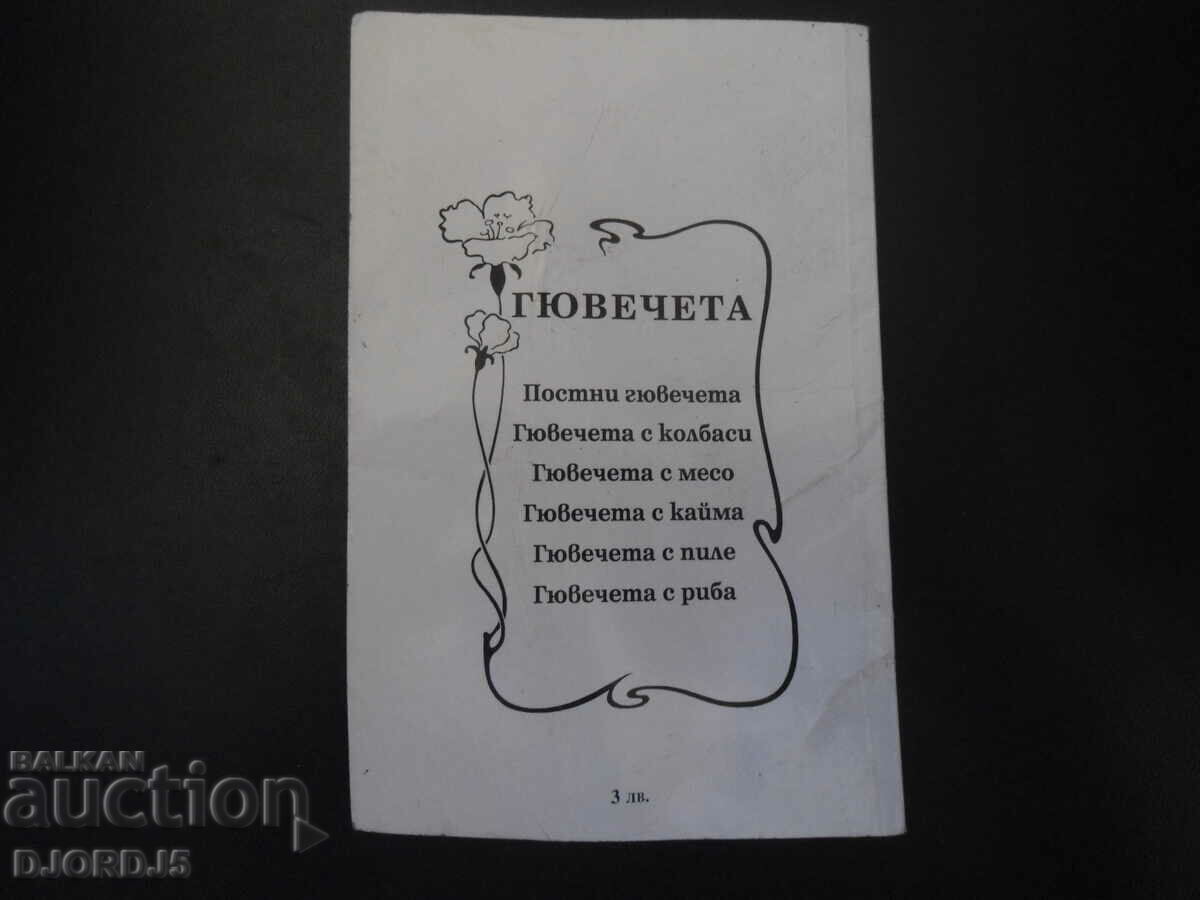 ГЮВЕЧЕТА
Постни гювечета
Гювечета с колбаси
Гювечета с месо
Гювечета с кайма
Гювечета с пиле
Гювечета с риба
3 лв.
BALKAN
auction
DJORDJ5